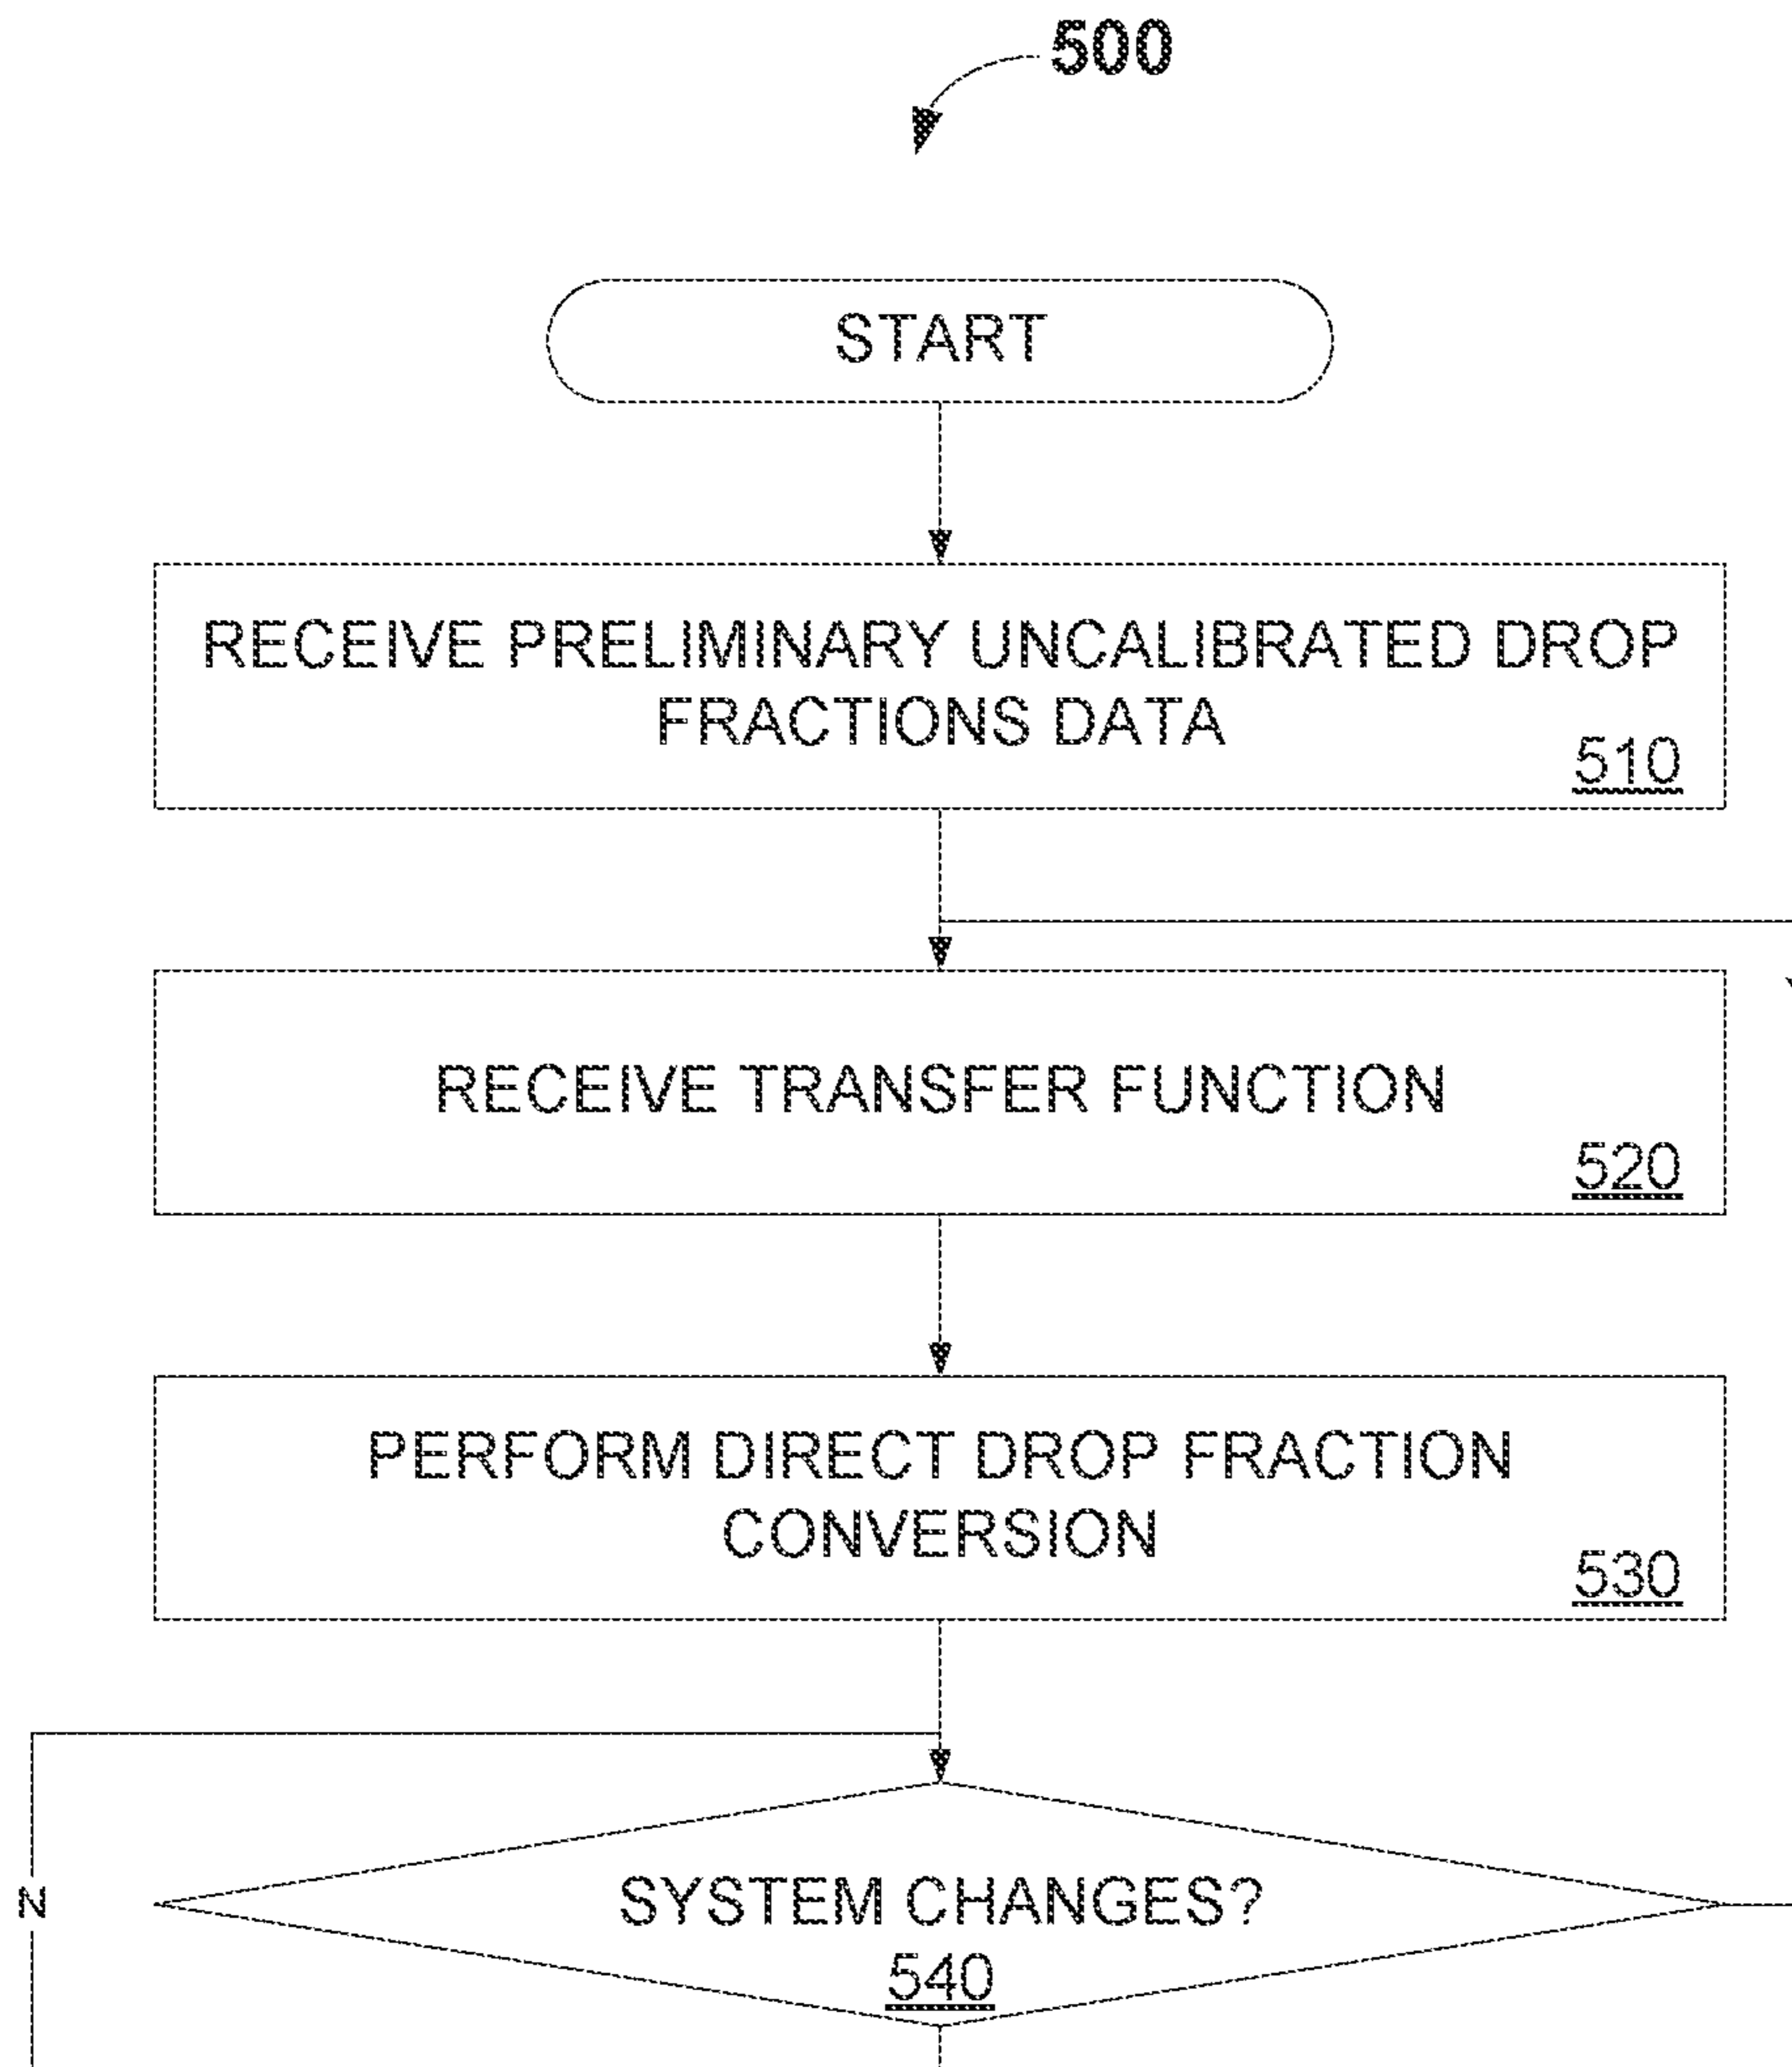 500
START
RECEIVE PRELIMINARY UNCALIBRATED DROP
FRACTIONS DATA
510
RECEIVE TRANSFER FUNCTION
520
PERFORM DIRECT DROP FRACTION
CONVERSION
530
N
SYSTEM CHANGES?
540